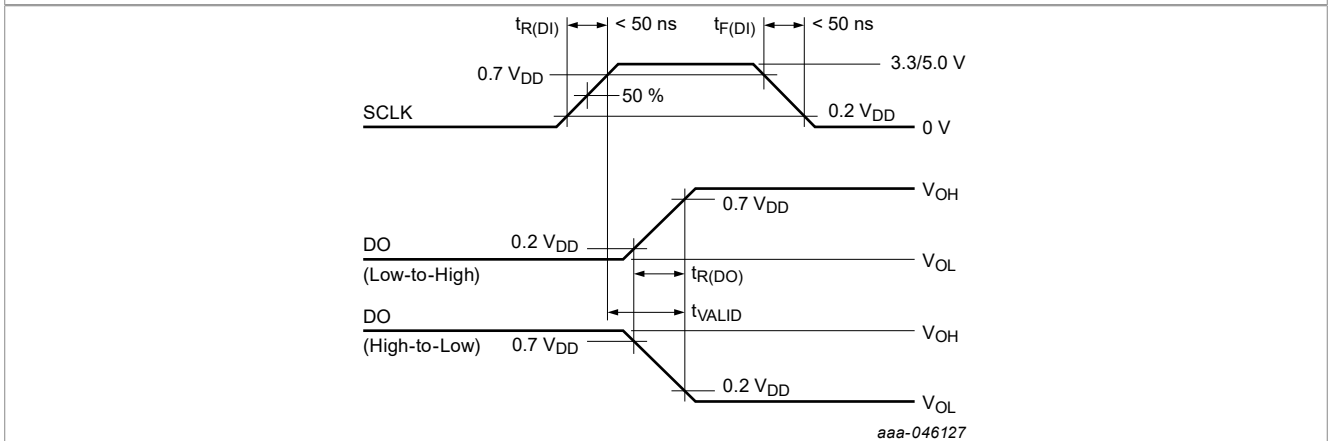 tR(DI) < 50 ns tF(DI) < 50 ns
3.3/5.0 V
0.7 VDD
50 %
SCLK
0.2 VDD
0 V
VOH
0.7 VDD
DO
0.2 VDD
VOL
(Low-to-High)
tR(DO)
tVALID
DO
VOH
(High-to-Low)
0.7 VDD
0.2 VDD
VOL
aaa-046127